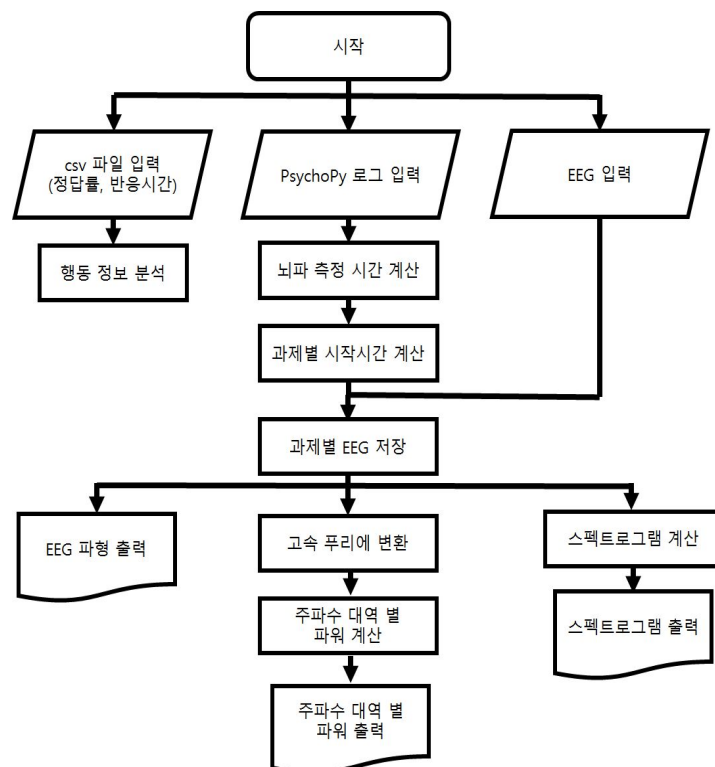 시작
csv 파일 입력
(정답률, 반응시간)
PsychoPy 로그 입력
EEG 입력
행동 정보 분석
뇌파 측정 시간 계산
과제별 시작시간 계산
과제별 EEG 저장
EEG 파형 출력
고속 푸리에 변환
스펙트로그램 계산
주파수 대역 별
파워 계산
스펙트로그램 출력
주파수 대역 별
파워 출력